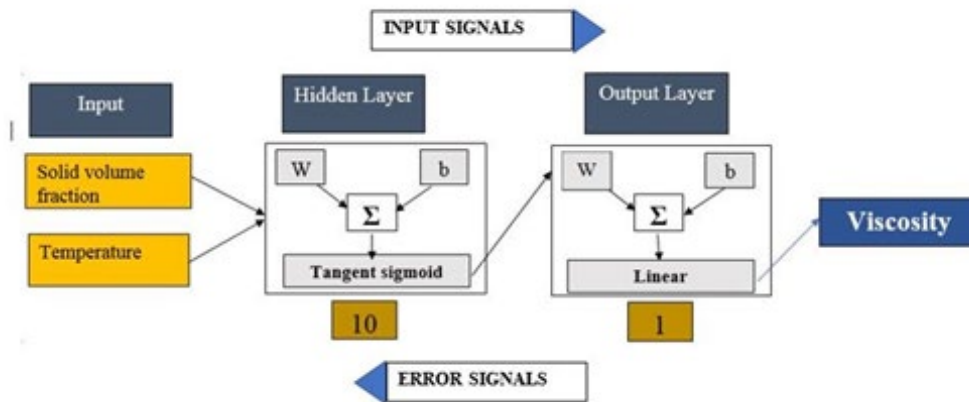 INPUT SIGNALS
Input
Hidden Layer
Output Layer
Solid volume
fraction
Temperature
W
b
Σ
Tangent sigmoid
10
W
b
Σ
Linear
1
Viscosity
ERROR SIGNALS